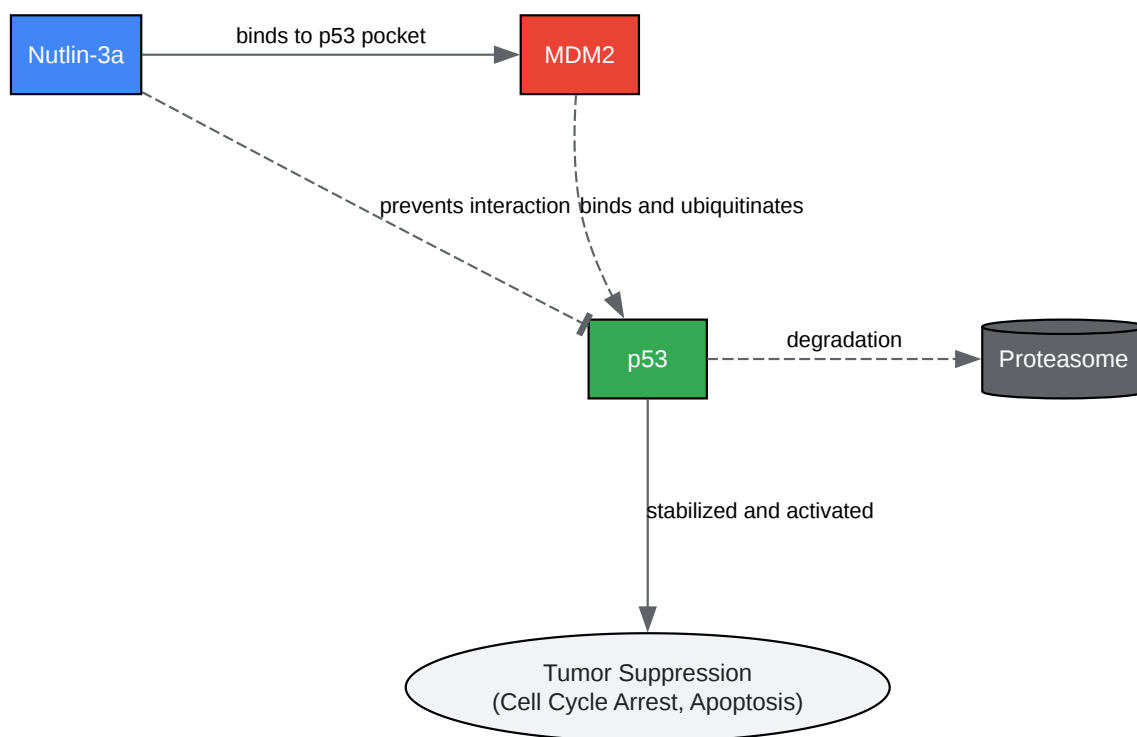 binds to p53 pocket
Nutlin-3a
MDM2
prevents interaction
binds and ubiquitinates
degradation
p53
Proteasome
stabilized and activated
Tumor Suppression
(Cell Cycle Arrest, Apoptosis)